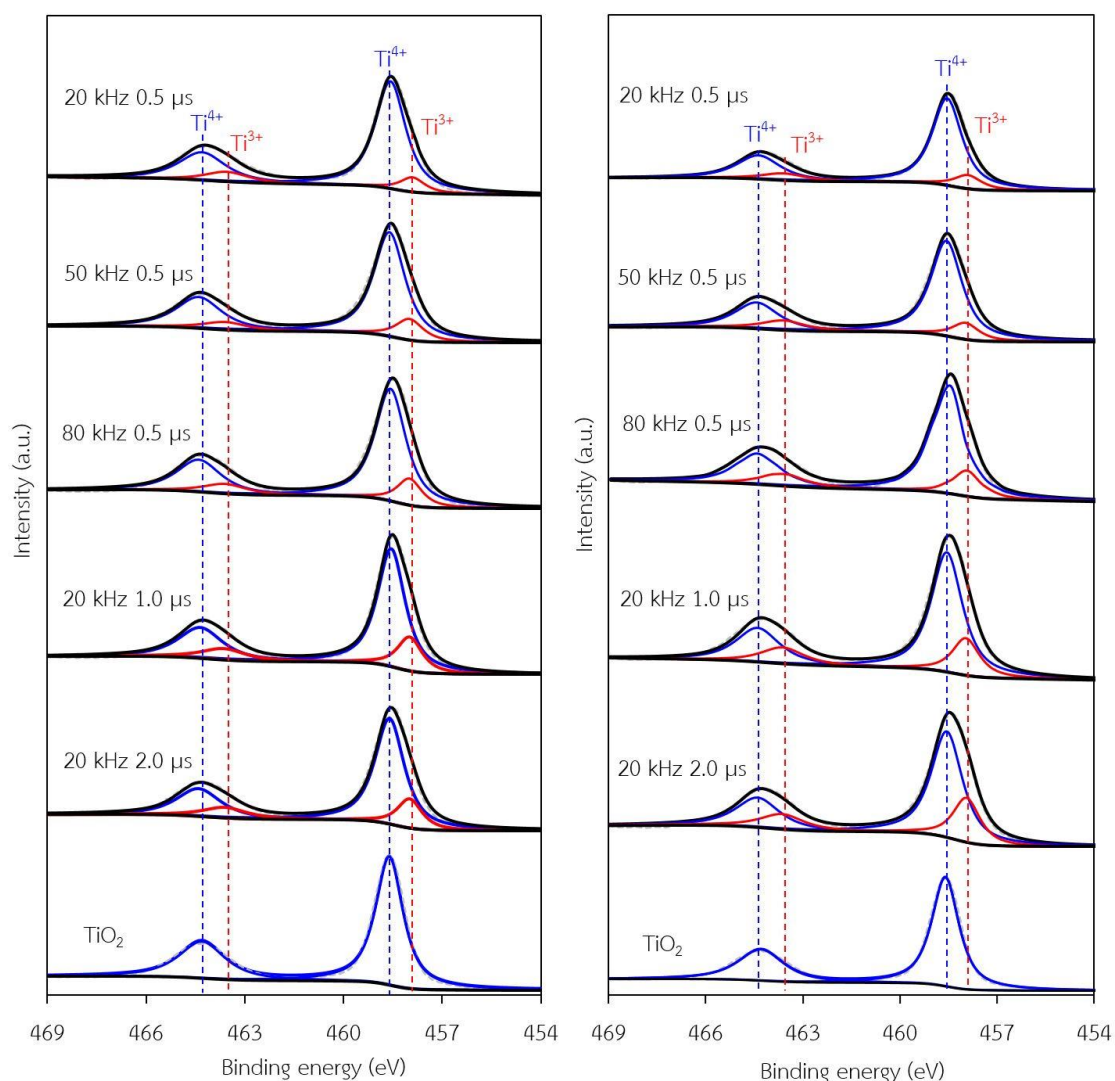 Ti⁴⁺
20 kHz 0.5 µs
Ti⁴⁺
Ti³⁺
Ti³⁺
50 kHz 0.5 µs
80 kHz 0.5 µs
20 kHz 1.0 µs
20 kHz 2.0 µs
TiO₂
Intensity (a.u.)
469 466 463 460 457 454
Binding energy (eV)
Ti⁴⁺
20 kHz 0.5 µs
Ti⁴⁺
Ti³⁺
Ti³⁺
50 kHz 0.5 µs
80 kHz 0.5 µs
20 kHz 1.0 µs
20 kHz 2.0 µs
TiO₂
Intensity (a.u.)
469 466 463 460 457 454
Binding energy (eV)